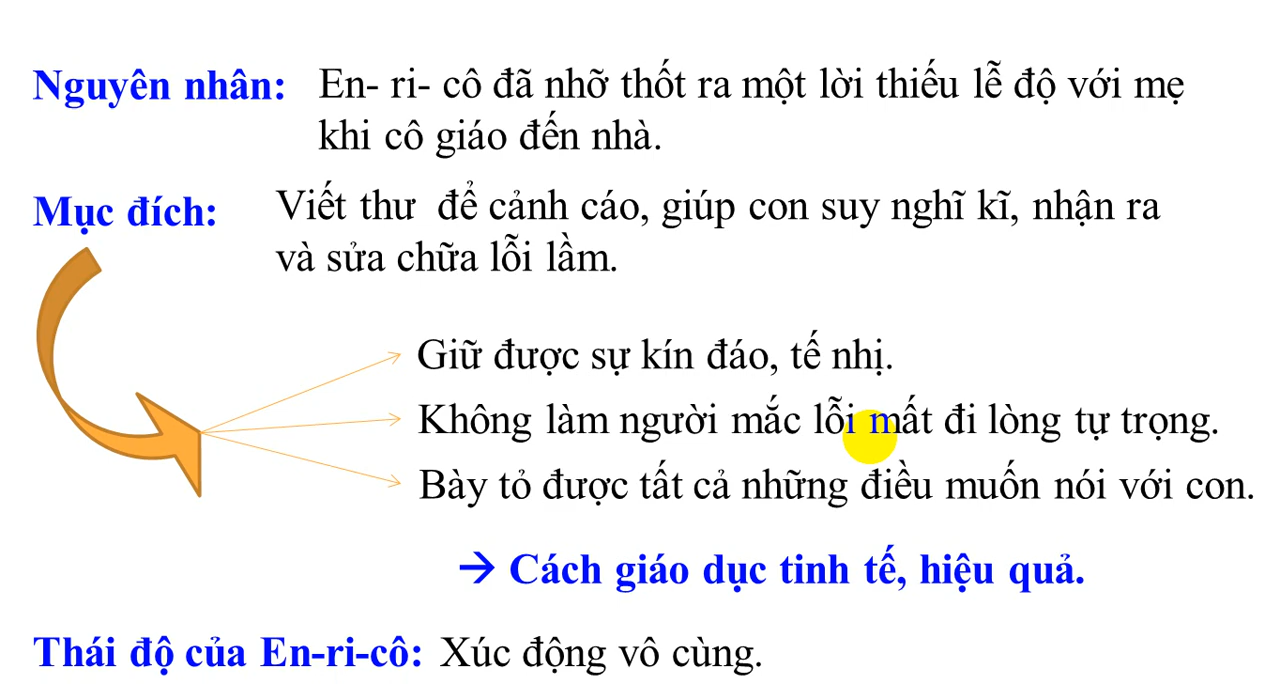 Nguyên nhân: En- ri- cô đã nhỡ thốt ra một lời thiếu lễ độ với mẹ
khi cô giáo đến nhà.
Mục đích: Viết thư để cảnh cáo, giúp con suy nghĩ kĩ, nhận ra
và sửa chữa lỗi lầm.
Giữ được sự kín đáo, tế nhị.
Không làm người mắc lỗi mất đi lòng tự trọng.
Bày tỏ được tất cả những điều muốn nói với con.
→ Cách giáo dục tinh tế, hiệu quả.
Thái độ của En-ri-cô: Xúc động vô cùng.